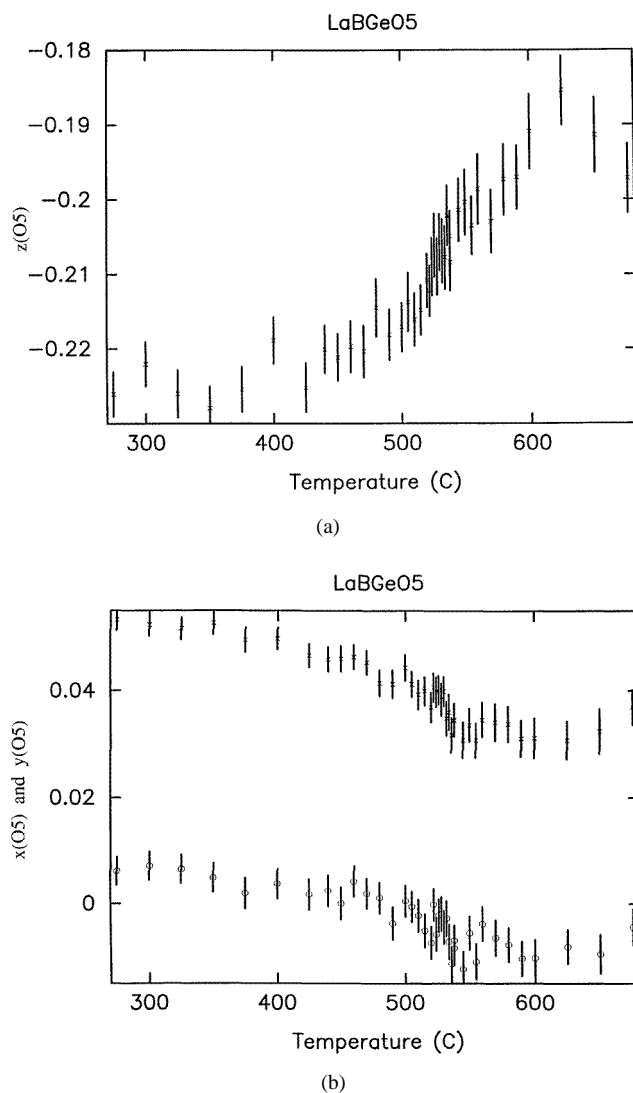 LaBGeO5
-0.18
-0.19
-0.2
-0.21
-0.22
z(O5)
300 400 500 600
Temperature (C)
(a)
LaBGeO5
0.04
0.02
0
x(O5) and y(O5)
300 400 500 600
Temperature (C)
(b)